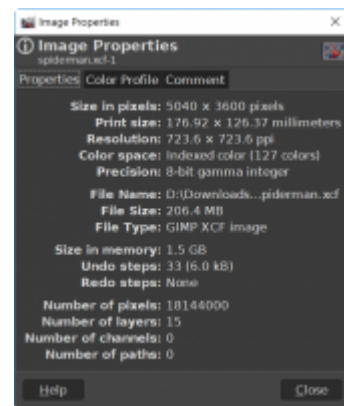 Image Properties
Image Properties
spiderman.xcf-1
Properties Color Profile Comment
Size in pixels: 5040 × 3600 pixels
Print size: 176.92 × 126.37 millimeters
Resolution: 723.6 × 723.6 ppi
Color space: Indexed color (127 colors)
Precision: 8-bit gamma integer
File Name: D:\Downloads...piderman.xcf
File Size: 206.4 MB
File Type: GIMP XCF image
Size in memory: 1.5 GB
Undo steps: 33 (6.0 kB)
Redo steps: None
Number of pixels: 18144000
Number of layers: 15
Number of channels: 0
Number of paths: 0
Help Close